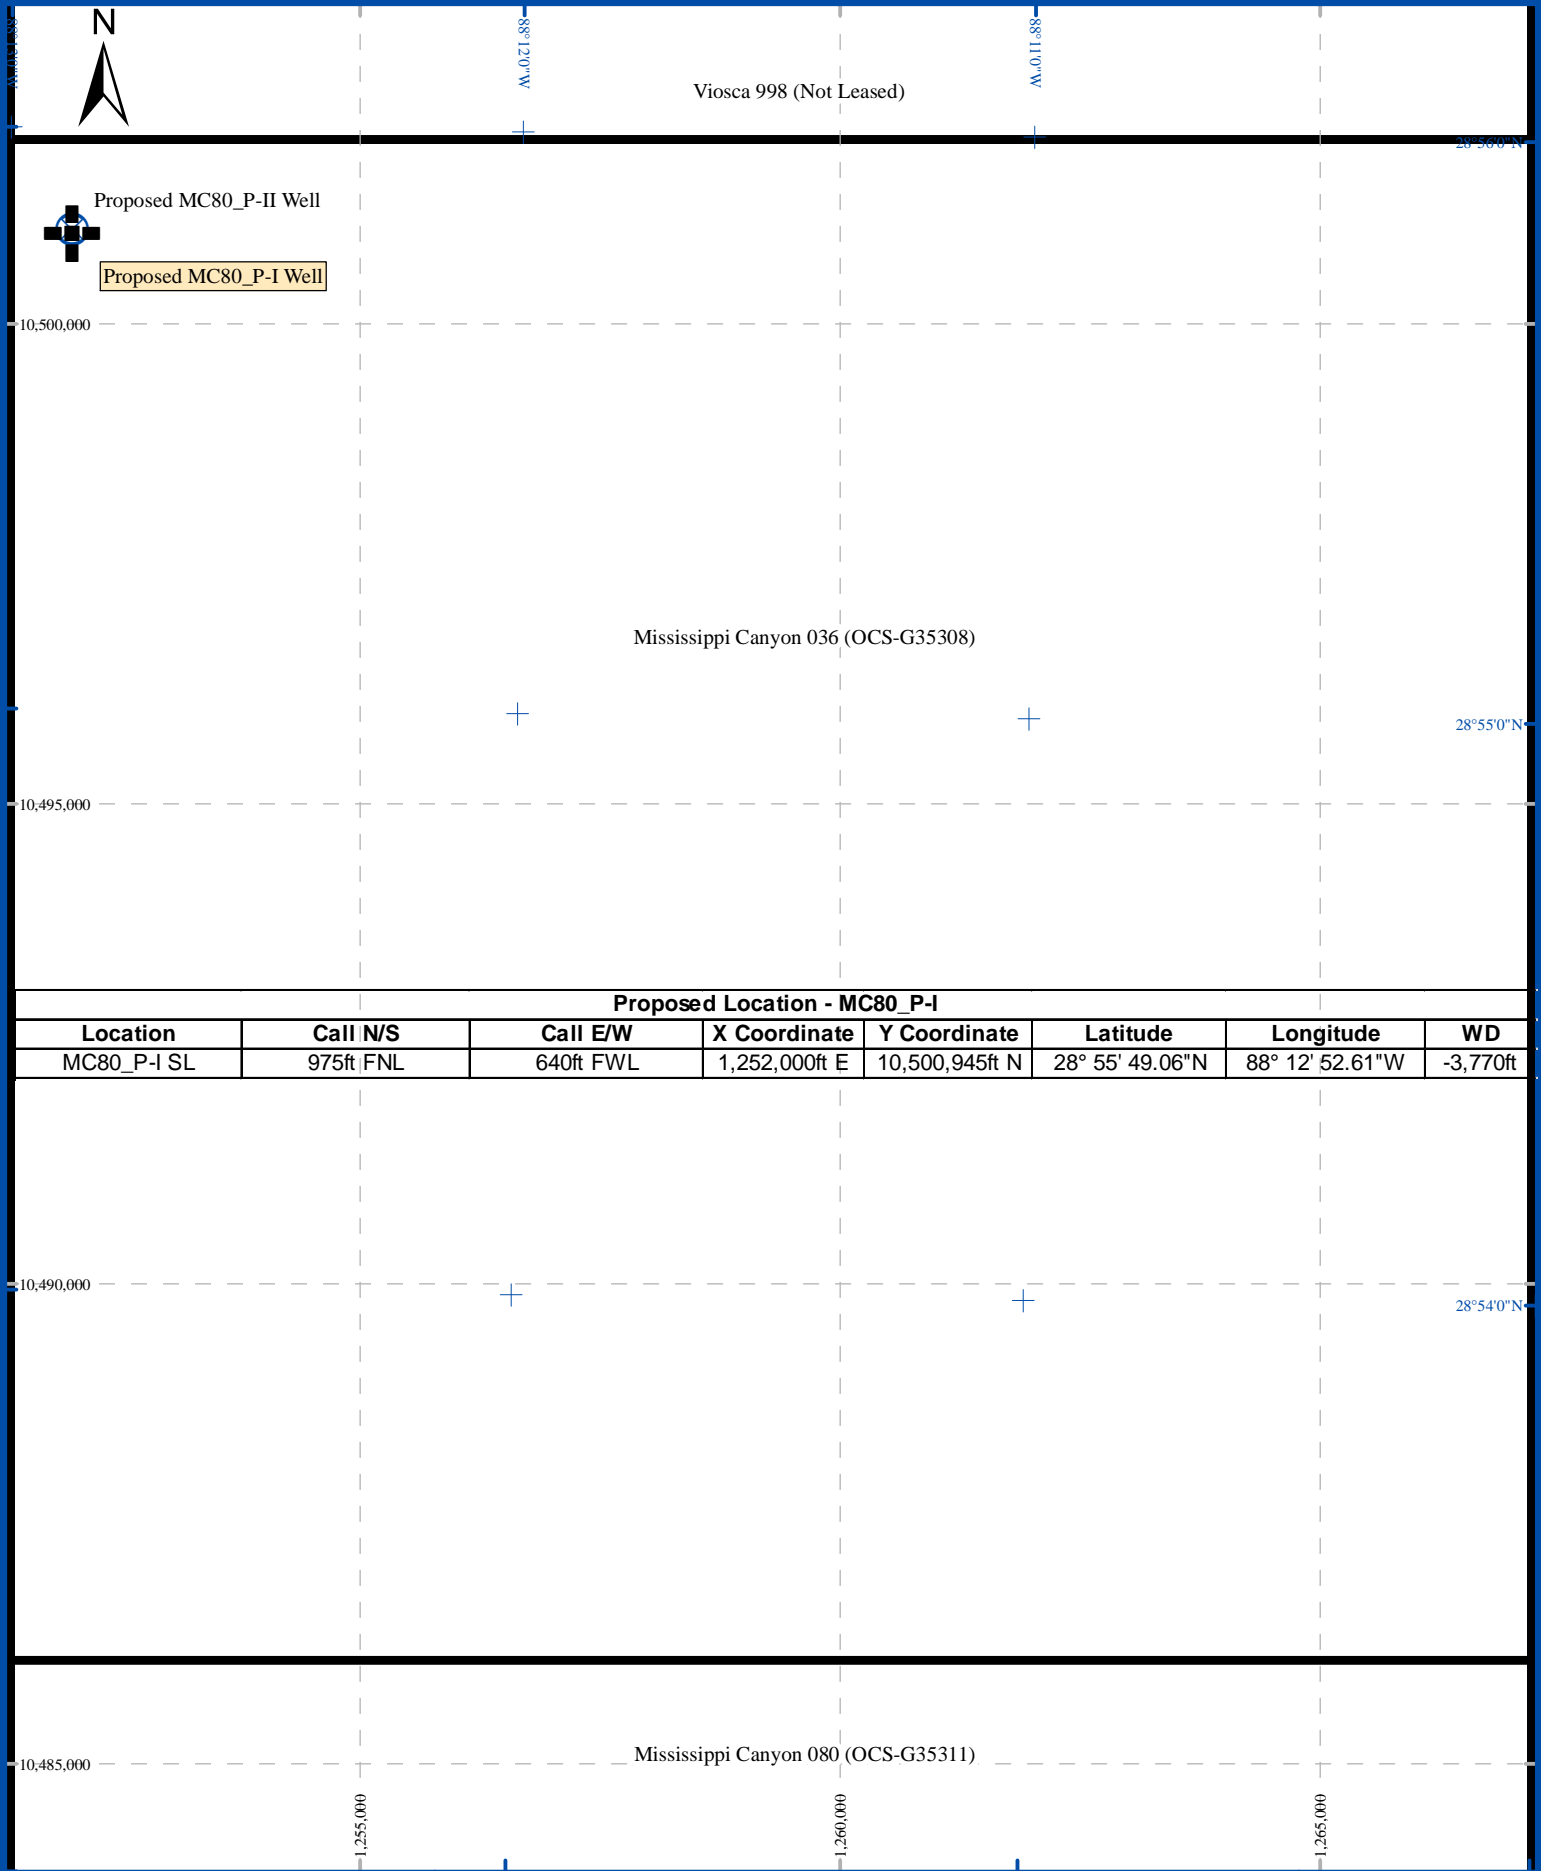 N
88°13'0"W
88°12'0"W
88°11'0"W
Viosca 998 (Not Leased)
28°56'0"N
Proposed MC80_P-II Well
Proposed MC80_P-I Well
10,500,000
Mississippi Canyon 036 (OCS-G35308)
28°55'0"N
10,495,000
Proposed Location - MC80_P-I
Location Call N/S Call E/W X Coordinate Y Coordinate Latitude Longitude WD
MC80_P-I SL 975ft FNL 640ft FWL 1,252,000ft E 10,500,945ft N 28° 55' 49.06"N 88° 12' 52.61"W -3,770ft
10,490,000
28°54'0"N
Mississippi Canyon 080 (OCS-G35311)
10,485,000
1,255,000
1,260,000
1,265,000